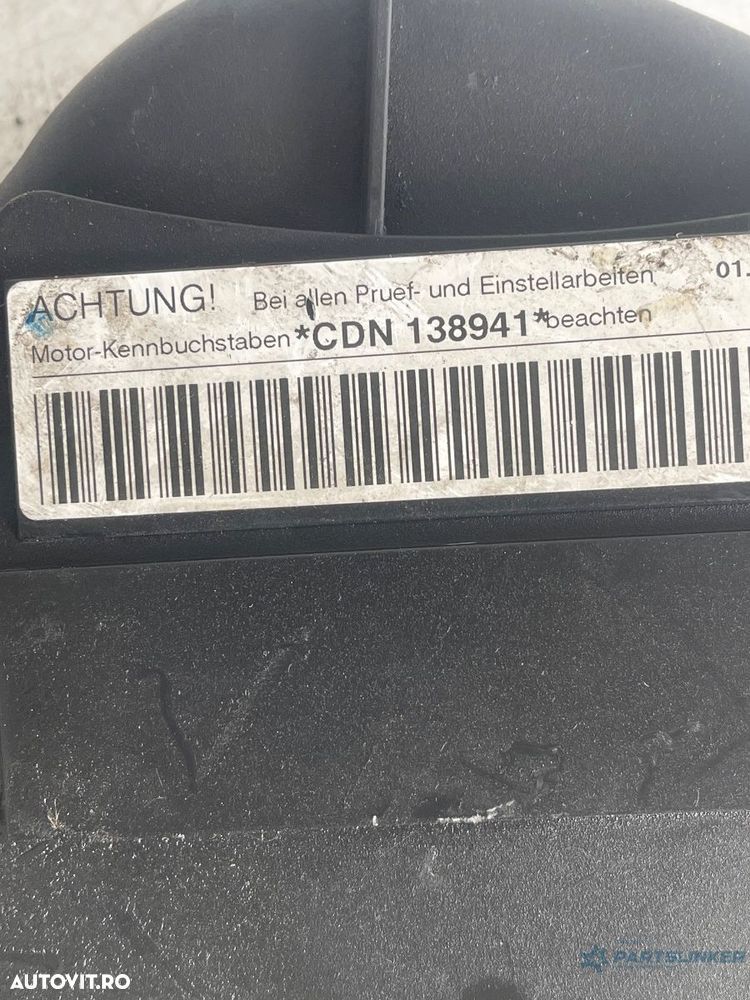 ACHTUNG! Bei allen Pruef- und Einstellarbeiten 01.
Motor-Kennbuchstaben *CDN 138941* beachten
PARTSLINKER
AUTOVIT.RO